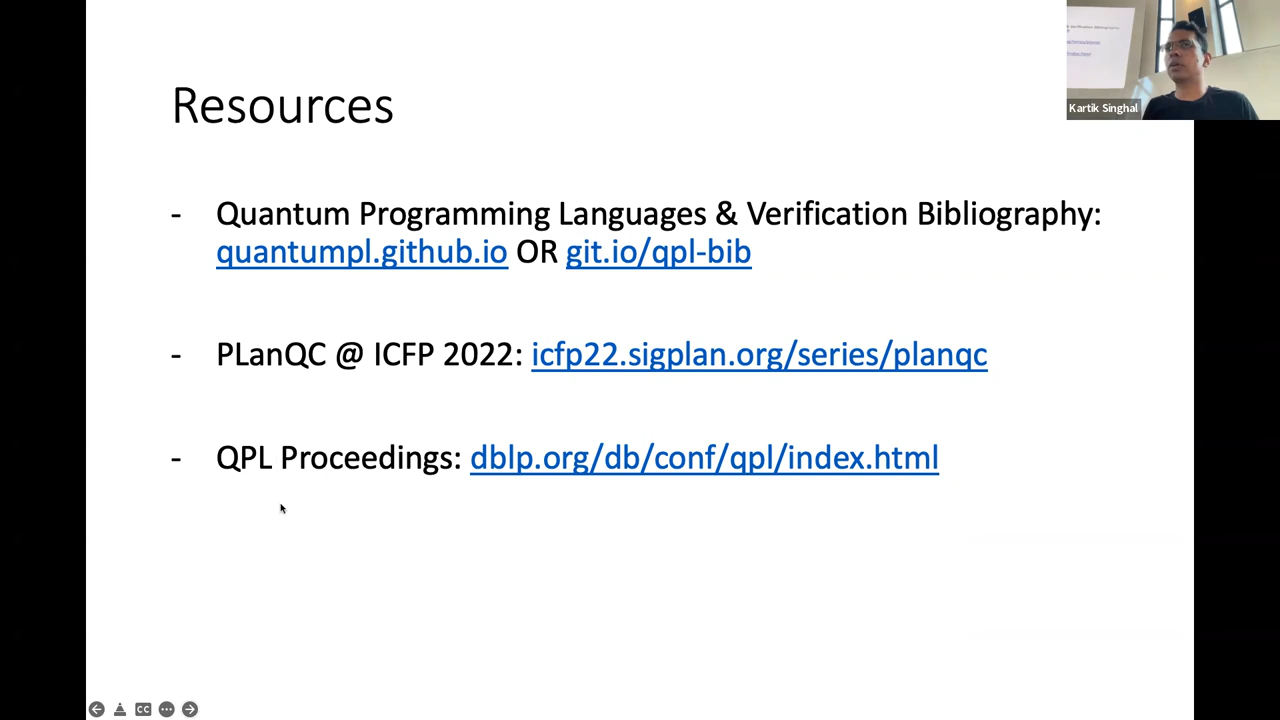 Resources
- Quantum Programming Languages & Verification Bibliography:
quantumpl.github.io OR git.io/qpl-bib
- PLanQC @ ICFP 2022: icfp22.sigplan.org/series/planqc
- QPL Proceedings: dblp.org/db/conf/qpl/index.html
Kartik Singhal
CC